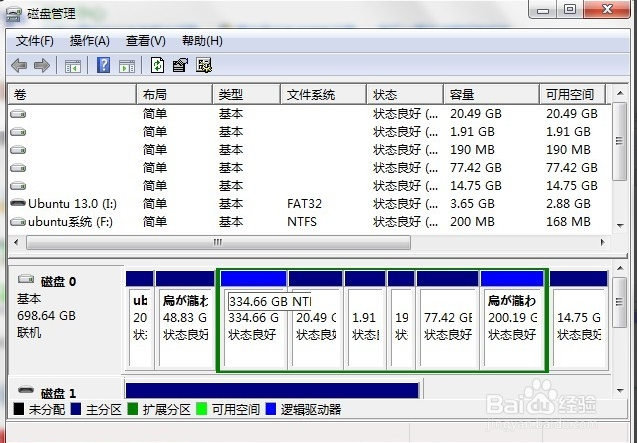 磁盘管理
文件(F) 操作(A) 查看(V) 帮助(H)
卷 布局 类型 文件系统 状态 容量 可用空间
简单 基本 状态良好 (... 20.49 GB 20.49 GB
简单 基本 状态良好 (... 1.91 GB 1.91 GB
简单 基本 状态良好 (... 190 MB 190 MB
简单 基本 状态良好 (... 77.42 GB 77.42 GB
简单 基本 状态良好 (... 14.75 GB 14.75 GB
Ubuntu 13.0 (I:) 简单 基本 FAT32 状态良好 (... 3.65 GB 2.88 GB
ubuntu系统 (F:) 简单 基本 NTFS 状态良好 (... 200 MB 168 MB
磁盘 0
基本
698.64 GB
联机
ub
20
状
48.83 G
状态良好
334.66 GB NTI
334.66 G
状态良好
20.49 G
状态良好
1.91
状态
19
状
77.42 G
状态良好
200.19 G
状态良好
14.75 G
状态良好
磁盘 1
未分配 主分区 扩展分区 可用空间 逻辑驱动器
Baidu经验
jingyan.baidu.com